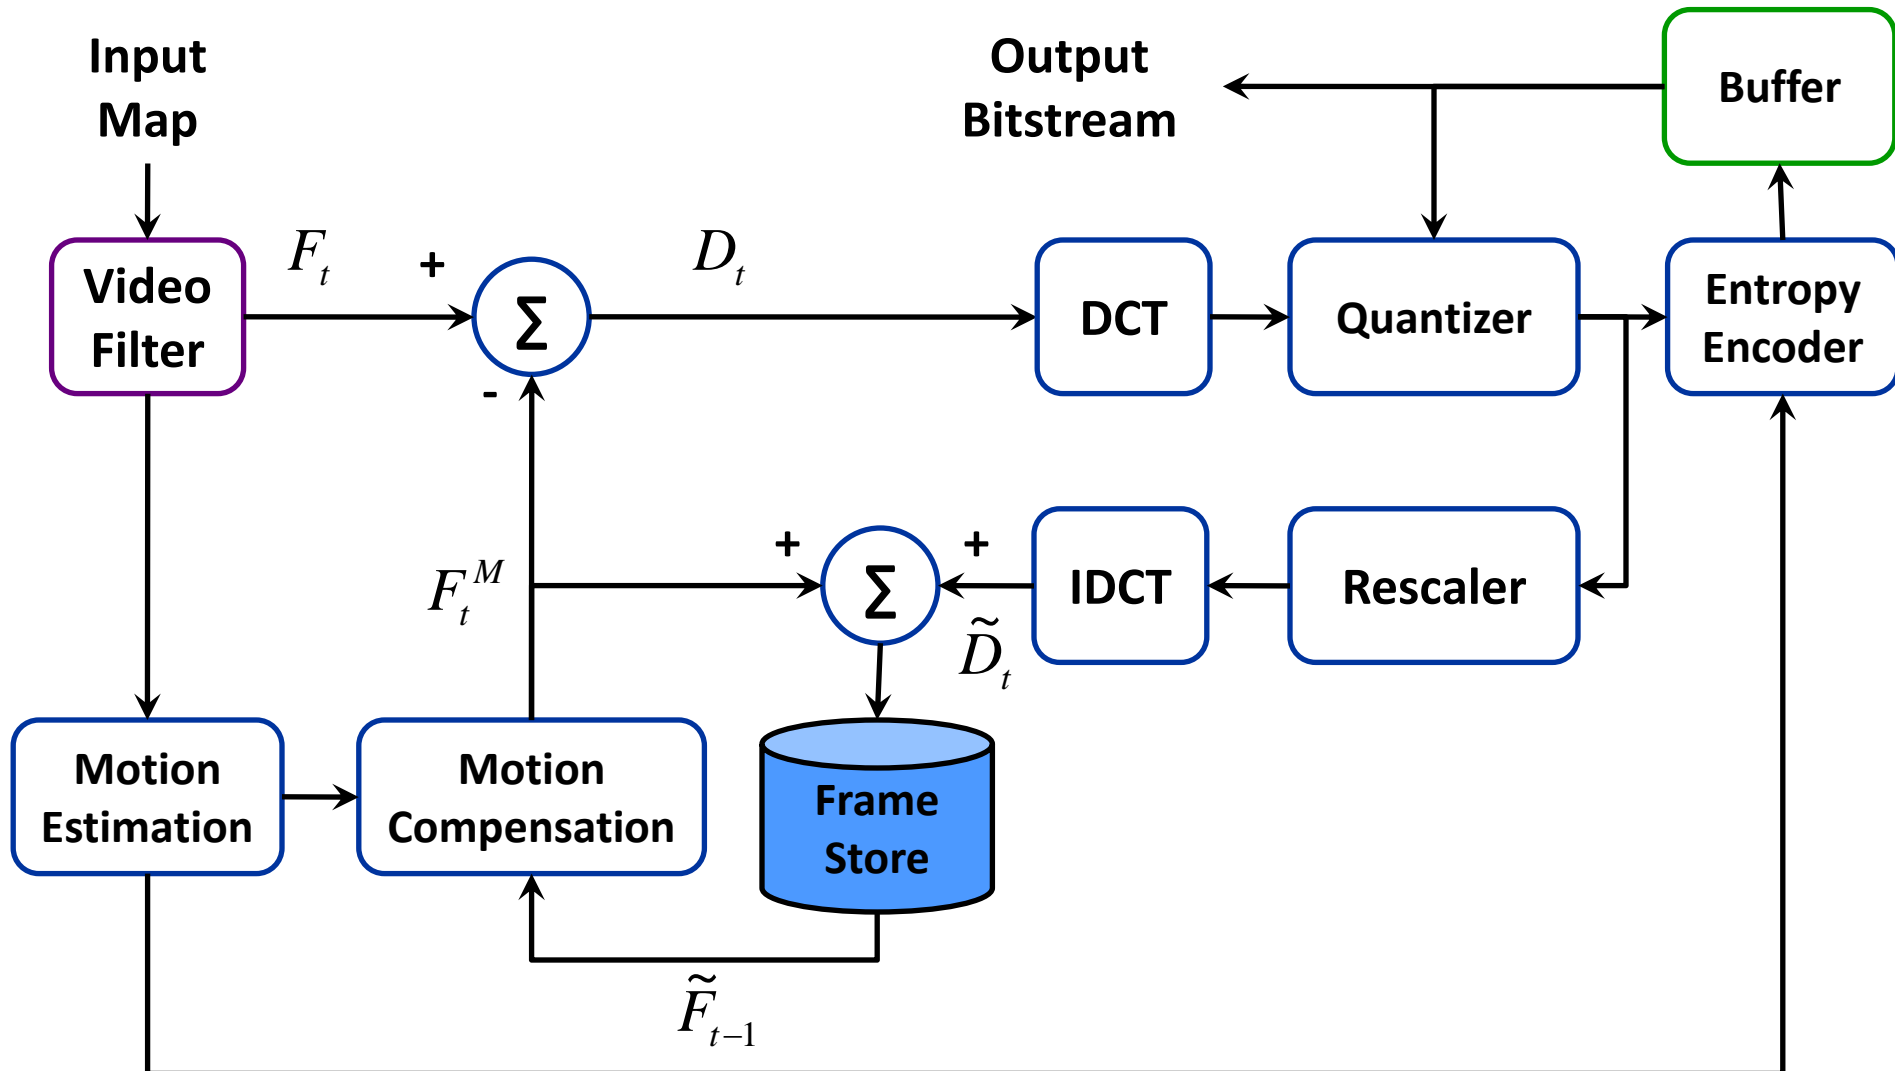 Input
Map
Output
Bitstream
Buffer
Video
Filter
F_t
+
Σ
-
D_t
DCT
Quantizer
Entropy
Encoder
F_t^M
+
Σ
+
D̃_t
IDCT
Rescaler
Motion
Estimation
Motion
Compensation
Frame
Store
F̃_{t−1}